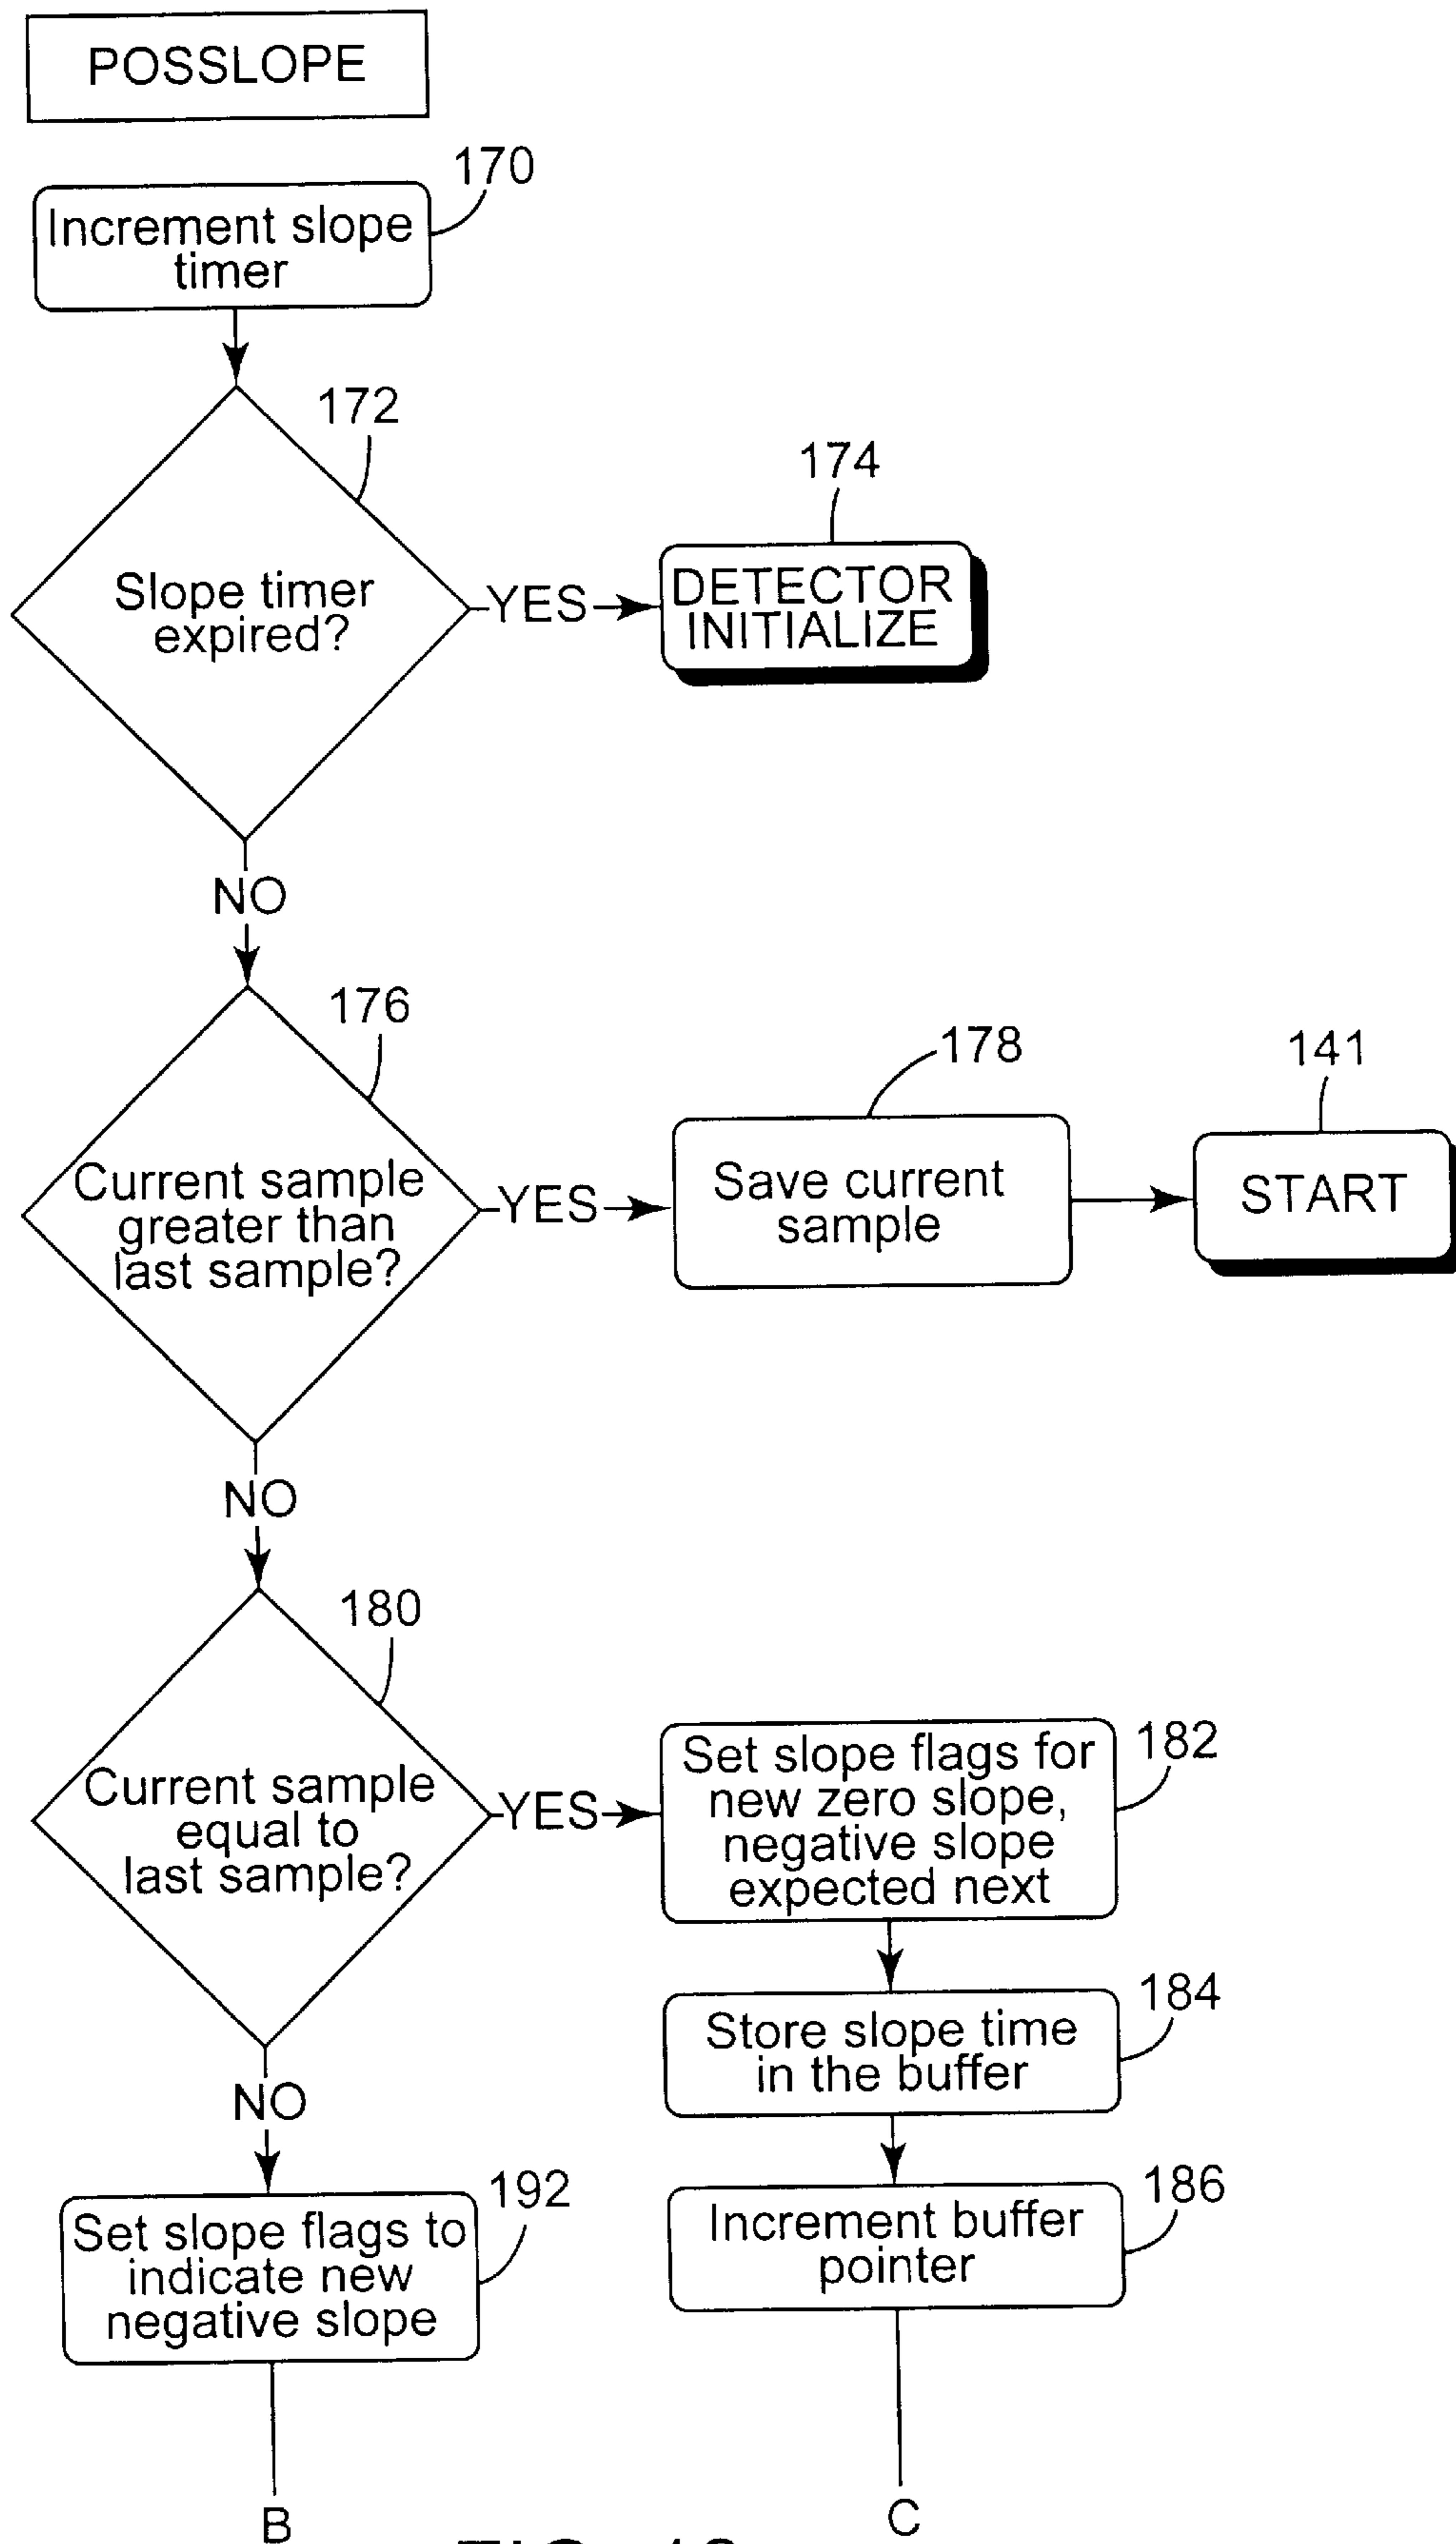 POSSLOPE
170
Increment slope
timer
172
Slope timer
expired?
YES
174
DETECTOR
INITIALIZE
NO
176
Current sample
greater than
last sample?
YES
178
Save current
sample
141
START
NO
180
Current sample
equal to
last sample?
YES
182
Set slope flags for
new zero slope,
negative slope
expected next
184
Store slope time
in the buffer
NO
186
Increment buffer
pointer
192
Set slope flags to
indicate new
negative slope
B
C